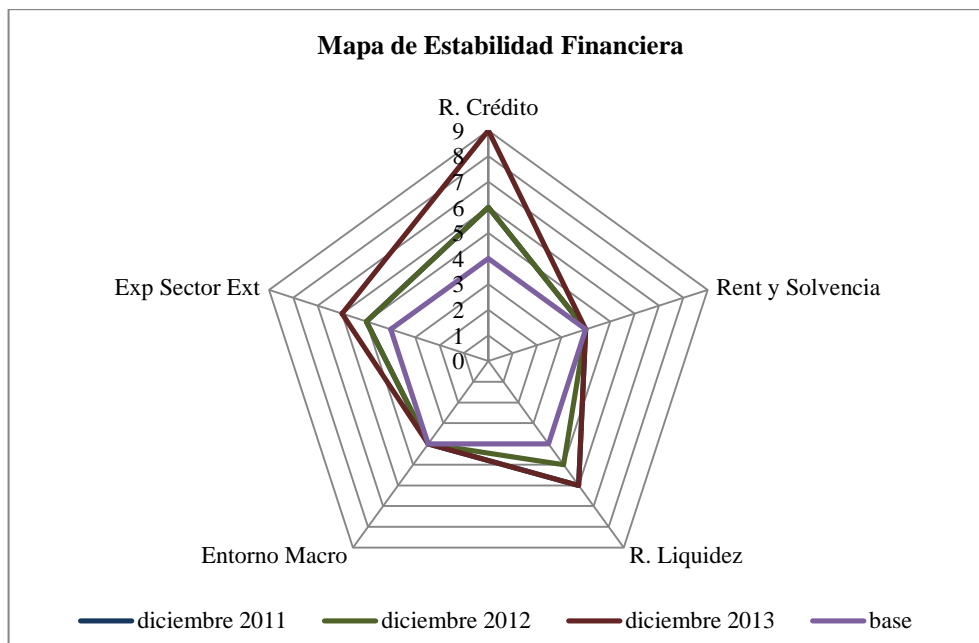 Mapa de Estabilidad Financiera
R. Crédito
9
8
7
6
5
4
3
2
1
0
Exp Sector Ext
Rent y Solvencia
Entorno Macro
R. Liquidez
diciembre 2011
diciembre 2012
diciembre 2013
base